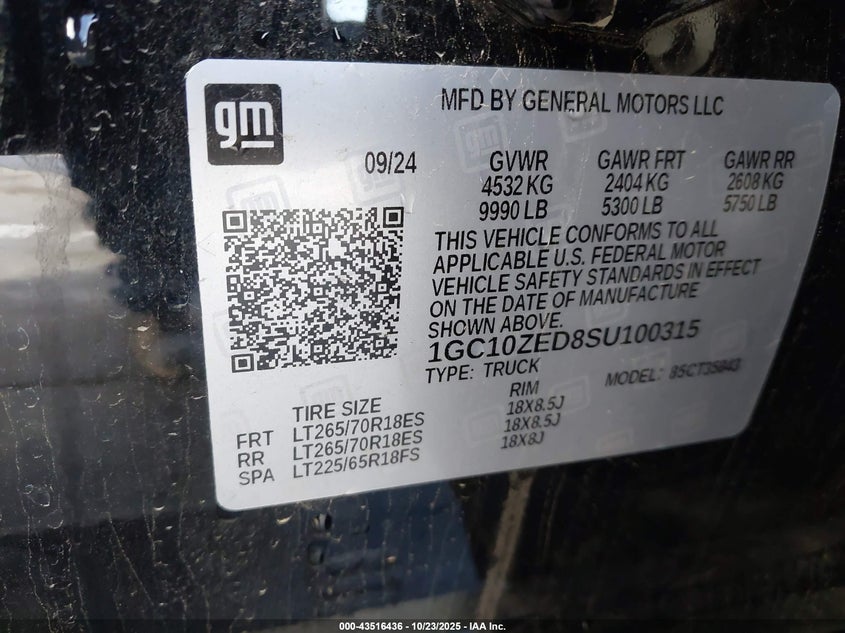 gm
MFD BY GENERAL MOTORS LLC
09/24 GVWR GAWR FRT GAWR RR
4532 KG 2404 KG 2608 KG
9990 LB 5300 LB 5750 LB
THIS VEHICLE CONFORMS TO ALL
APPLICABLE U.S. FEDERAL MOTOR
VEHICLE SAFETY STANDARDS IN EFFECT
ON THE DATE OF MANUFACTURE
SHOWN ABOVE.
1GC10ZED8SU100315
TYPE: TRUCK MODEL:
TIRE SIZE RIM
FRT LT265/70R18ES 18X8.5J
RR LT265/70R18ES 18X8.5J
SPA LT225/65R18FS 18X8J
000-43516436 - 10/23/2025 - IAA Inc.